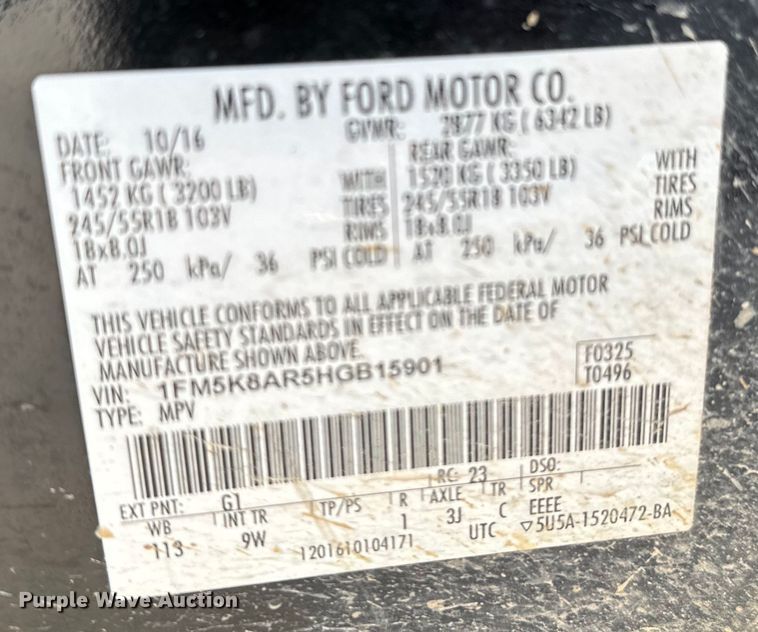 MFD. BY FORD MOTOR CO.
DATE: 10/16 GVWR: 2877 KG ( 6342 LB)
FRONT GAWR: REAR GAWR:
1452 KG ( 3200 LB) WITH 1520 KG ( 3350 LB) WITH
245/55R18 103V TIRES 245/55R18 103V TIRES
18x8.0J RIMS 18x8.0J RIMS
AT 250 kPa/ 36 PSI COLD AT 250 kPa/ 36 PSI COLD
THIS VEHICLE CONFORMS TO ALL APPLICABLE FEDERAL MOTOR
VEHICLE SAFETY STANDARDS IN EFFECT ON THE DATE OF
MANUFACTURE SHOWN ABOVE.
VIN: 1FM5K8AR5HGB15901 F0325
TYPE: MPV T0496
EXT PNT: G1 RC: 23 DSO:
WB INT TR TP/PS R AXLE TR SPR
113 9W 1 3J C EEEE
1201610104171 UTC ▽5U5A-1520472-BA
Purple Wave Auction